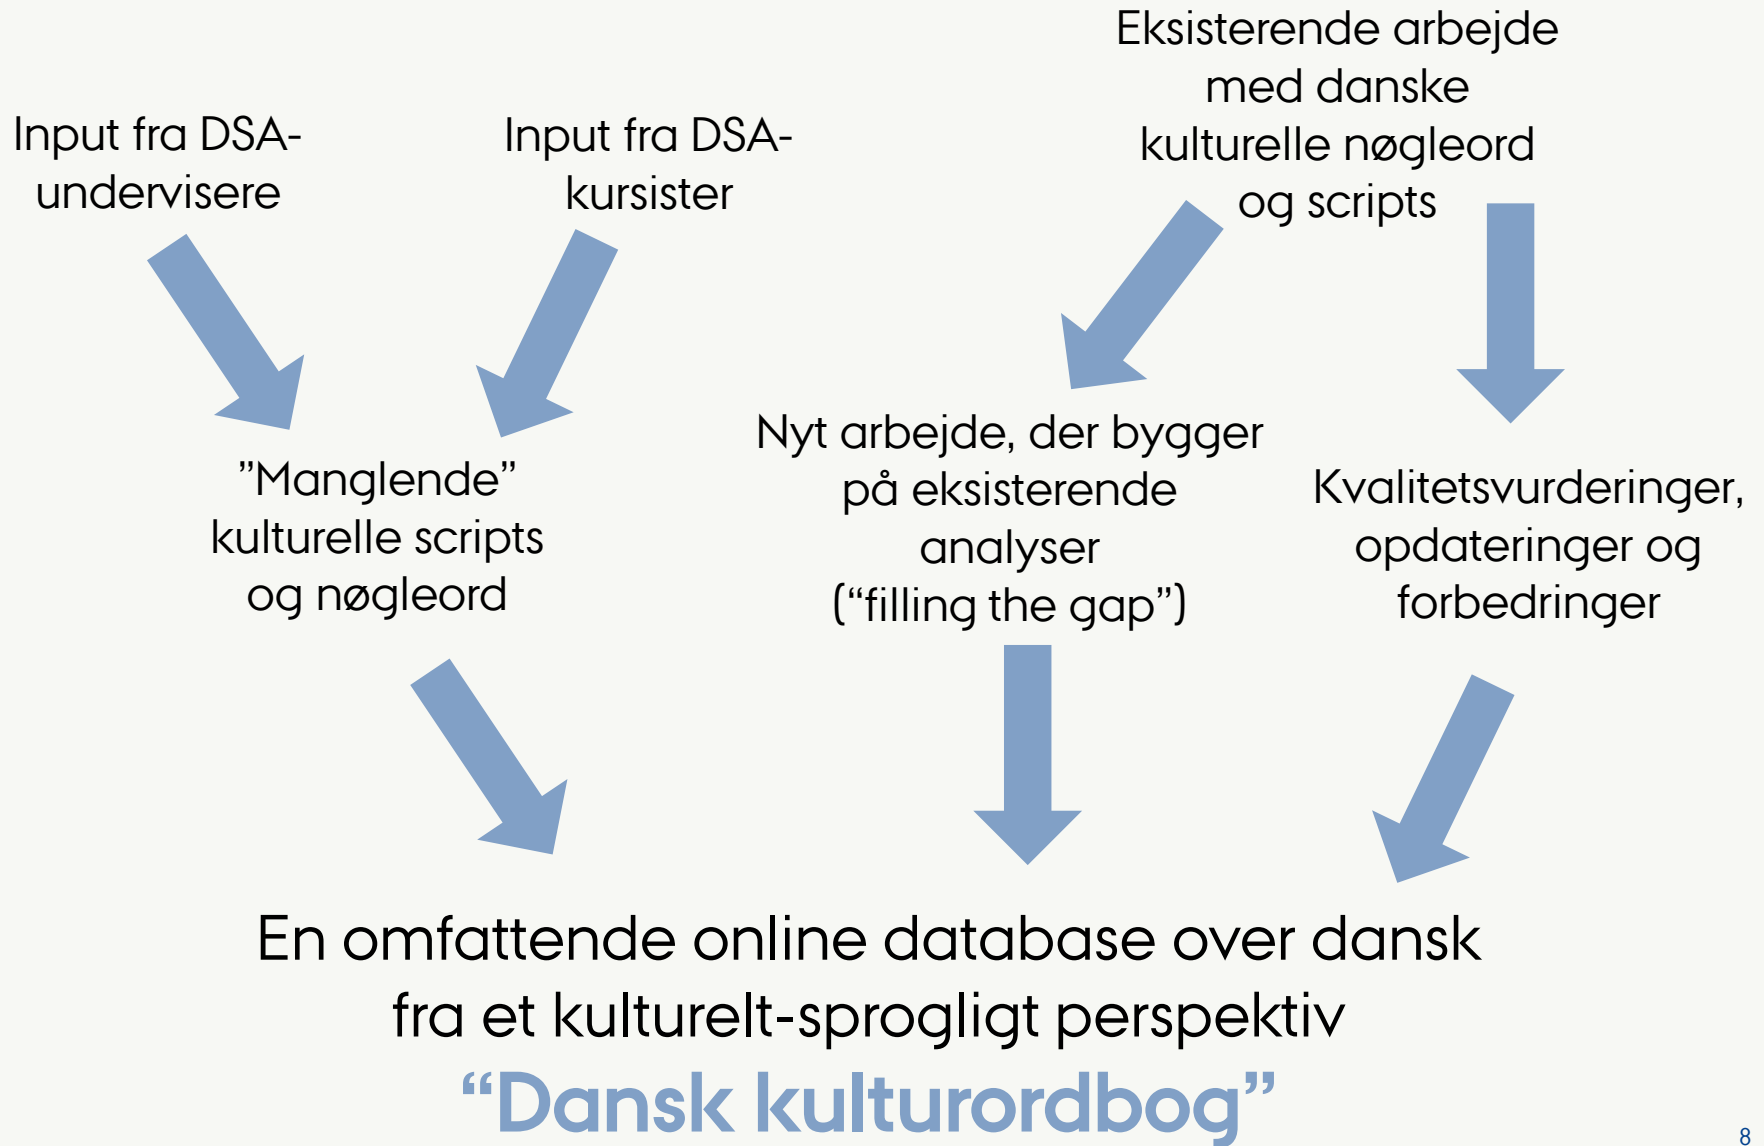 Input fra DSA-
undervisere
Input fra DSA-
kursister
Eksisterende arbejde
med danske
kulturelle nøgleord
og scripts
”Manglende”
kulturelle scripts
og nøgleord
Nyt arbejde, der bygger
på eksisterende
analyser
(“filling the gap”)
Kvalitetsvurderinger,
opdateringer og
forbedringer
En omfattende online database over dansk
fra et kulturelt-sprogligt perspektiv
“Dansk kulturordbog”
8